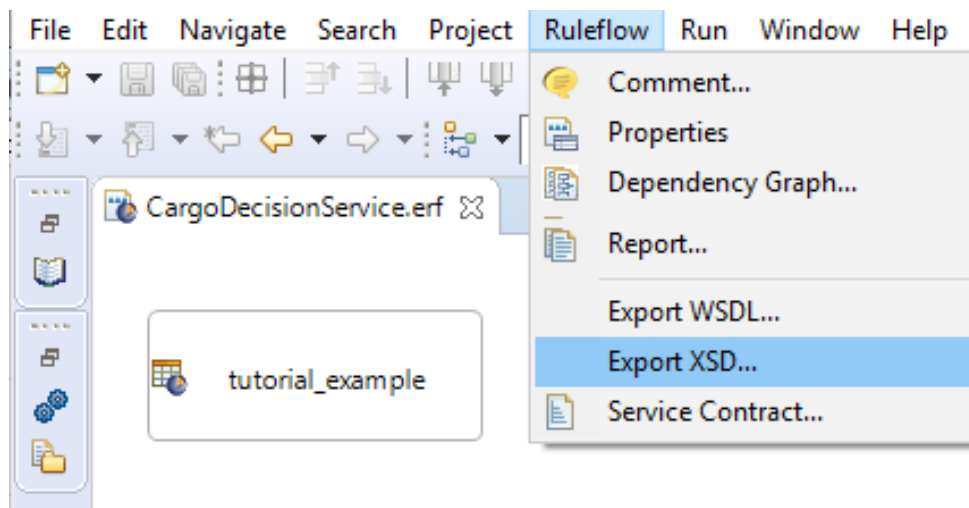 File Edit Navigate Search Project Ruleflow Run Window Help
Comment...
Properties
Dependency Graph...
CargoDecisionService.erf
Report...
Export WSDL...
Export XSD...
tutorial_example
Service Contract...